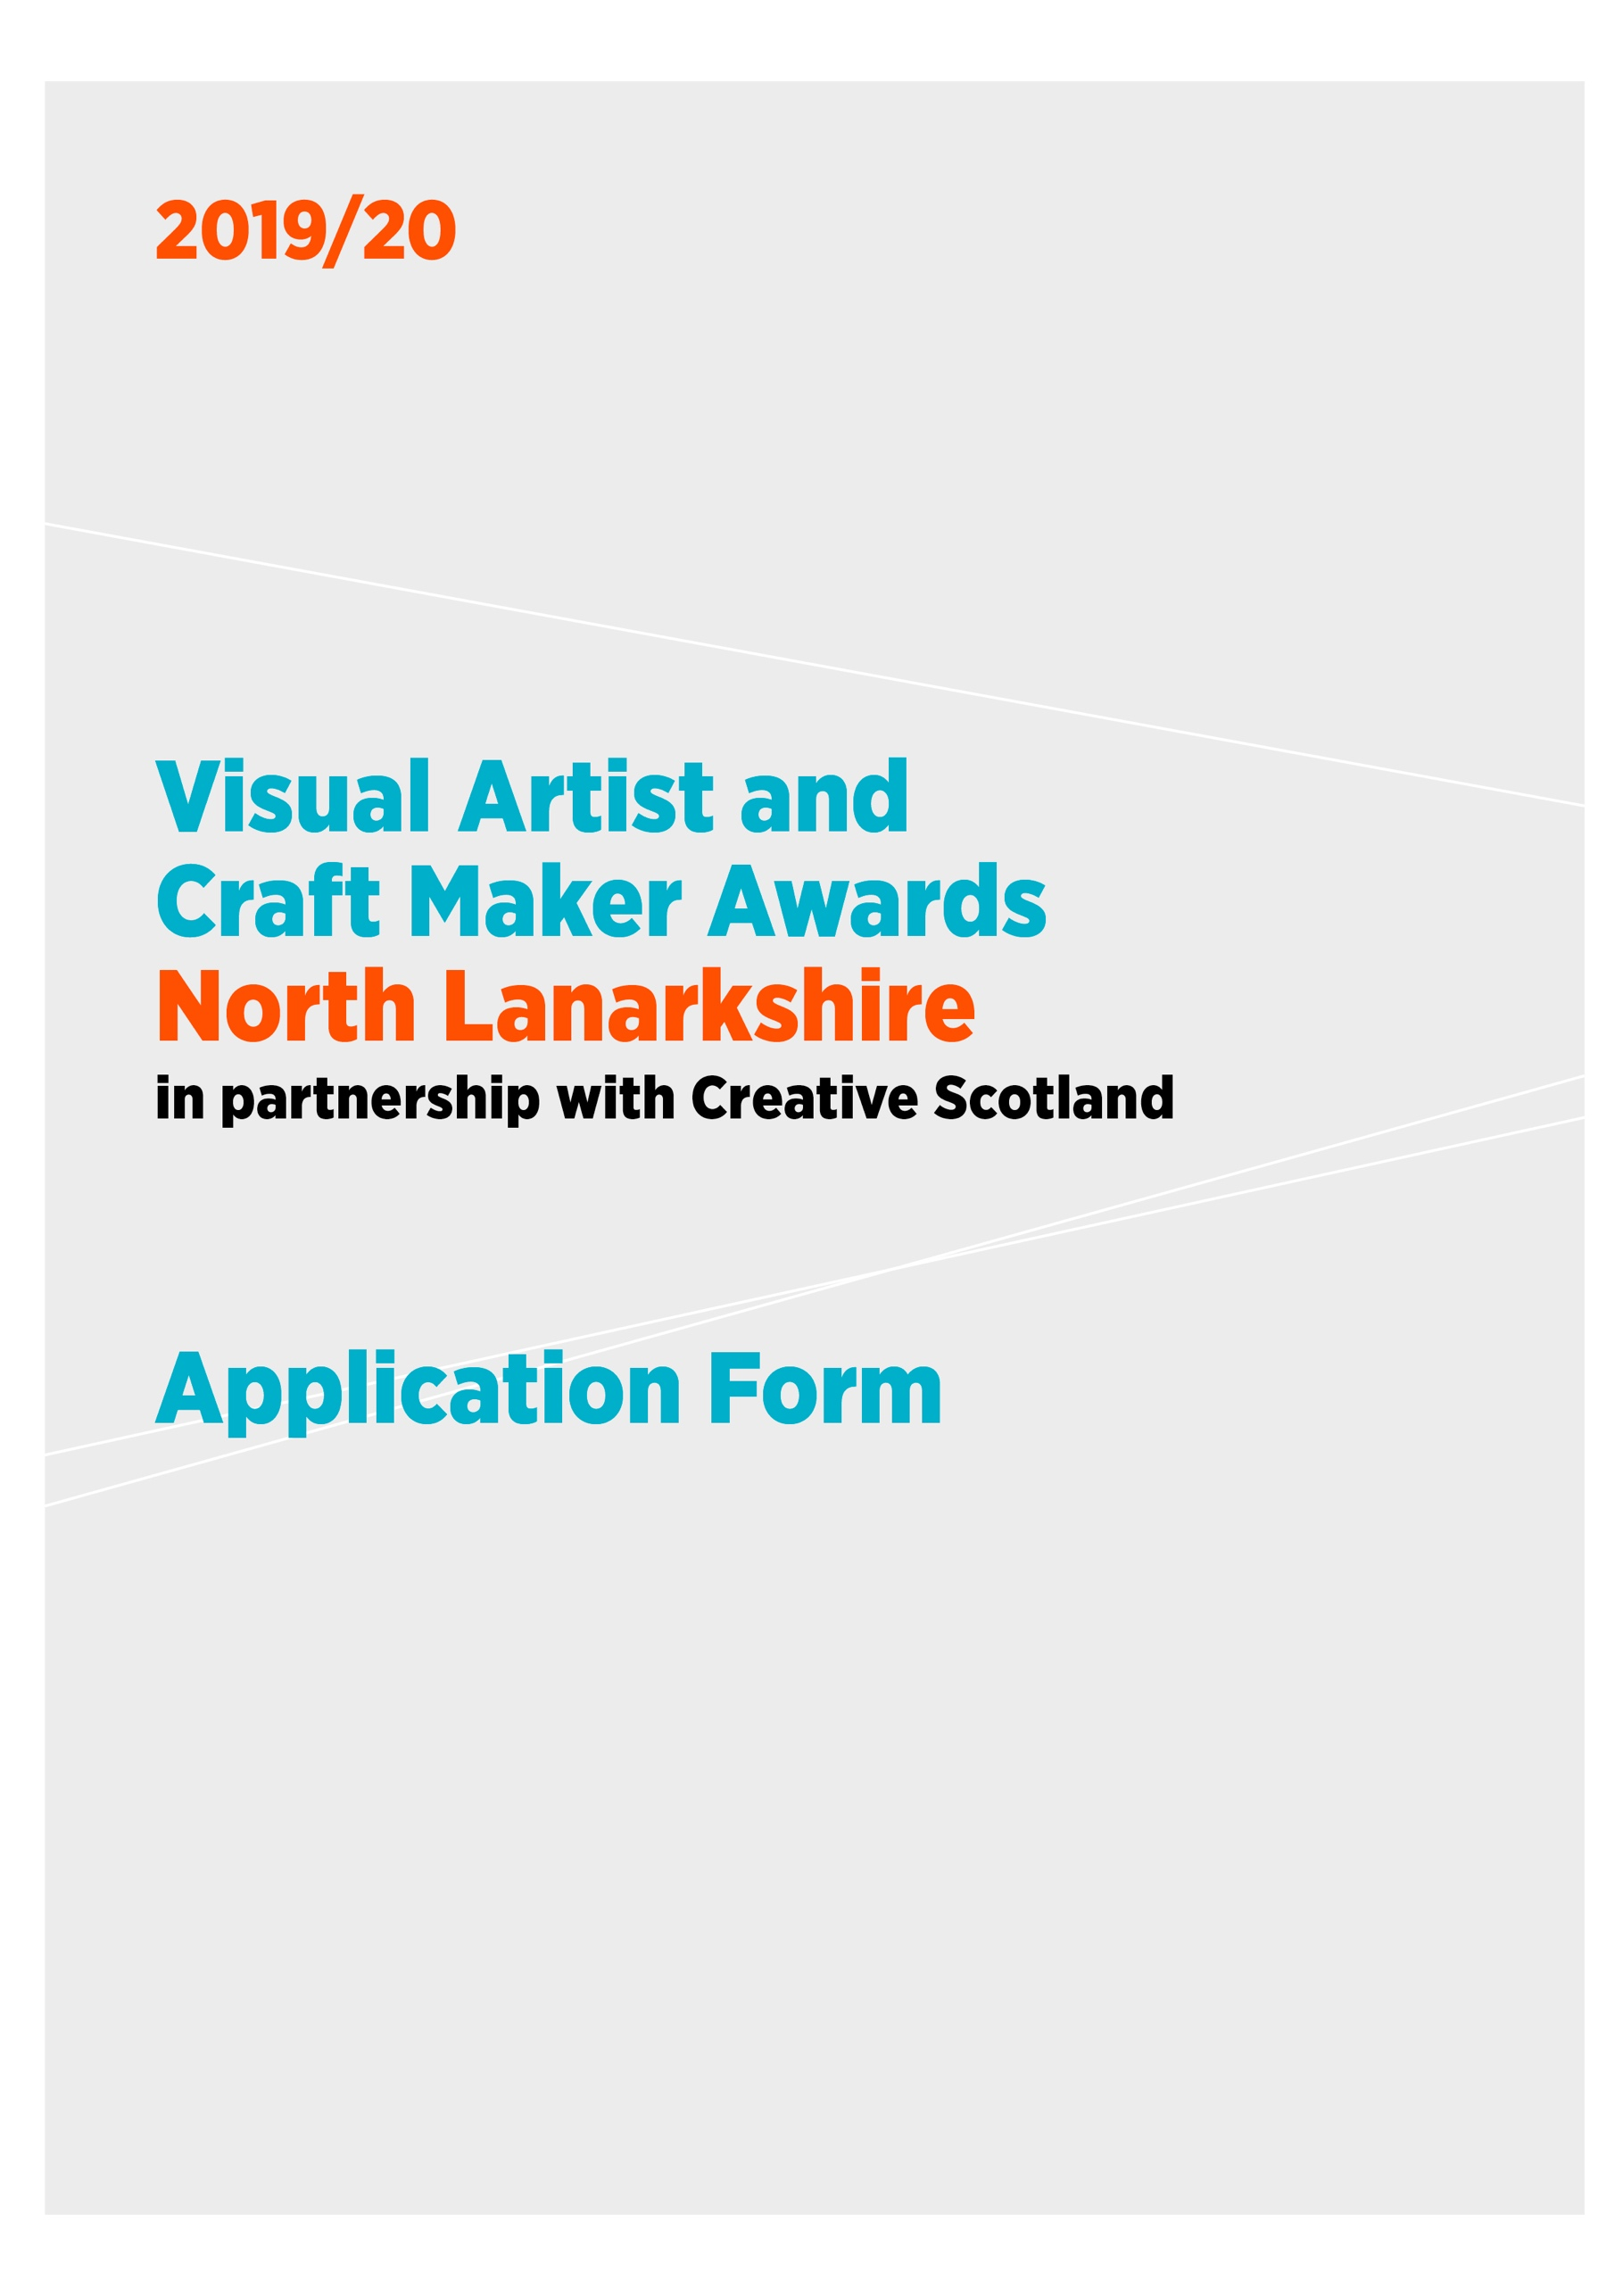 2019/20
Visual Artist and
Craft Maker Awards
North Lanarkshire
in partnership with Creative Scotland
Application Form